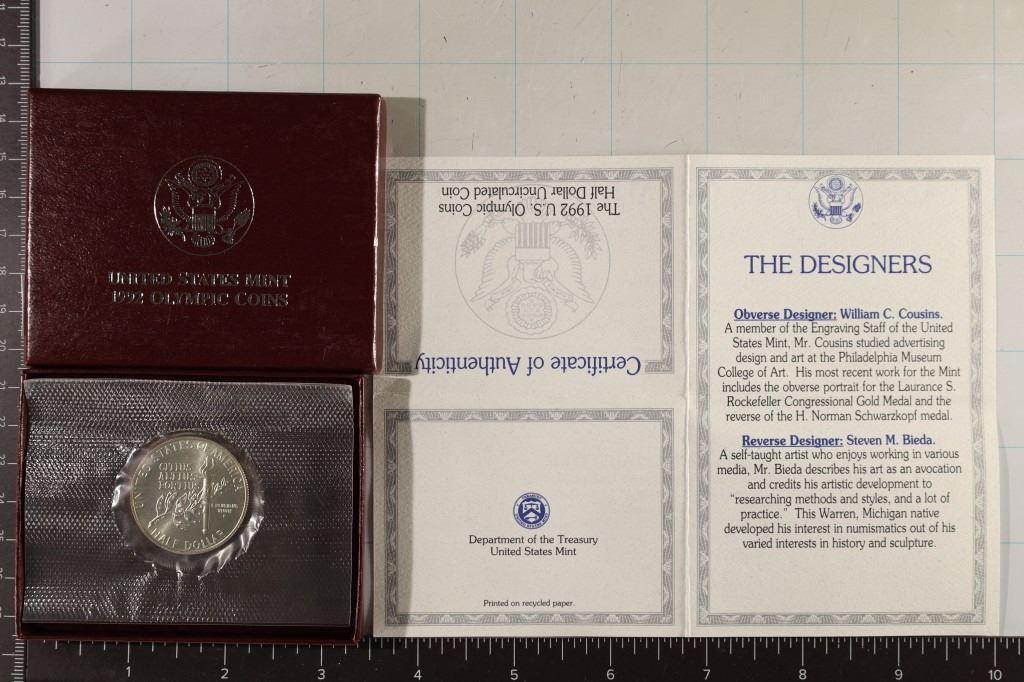 UNITED STATES MINT
1992 OLYMPIC COINS
UNITED STATES OF AMERICA
CITIUS
ALTIUS
FORTIUS
E PLURIBUS
UNUM
HALF DOLLAR
The 1992 U.S. Olympic Coins
Half Dollar Uncirculated Coin
Certificate of Authenticity
Department of the Treasury
United States Mint
Printed on recycled paper.
THE DESIGNERS
Obverse Designer: William C. Cousins.
A member of the Engraving Staff of the United
States Mint, Mr. Cousins studied advertising
design and art at the Philadelphia Museum
College of Art. His most recent work for the Mint
includes the obverse portrait for the Laurance S.
Rockefeller Congressional Gold Medal and the
reverse of the H. Norman Schwarzkopf medal.
Reverse Designer: Steven M. Bieda.
A self-taught artist who enjoys working in various
media, Mr. Bieda describes his art as an avocation
and credits his artistic development to
“researching methods and styles, and a lot of
practice.” This Warren, Michigan native
developed his interest in numismatics out of his
varied interests in history and sculpture.
1 2 3 4 5 6 7 8 9 10